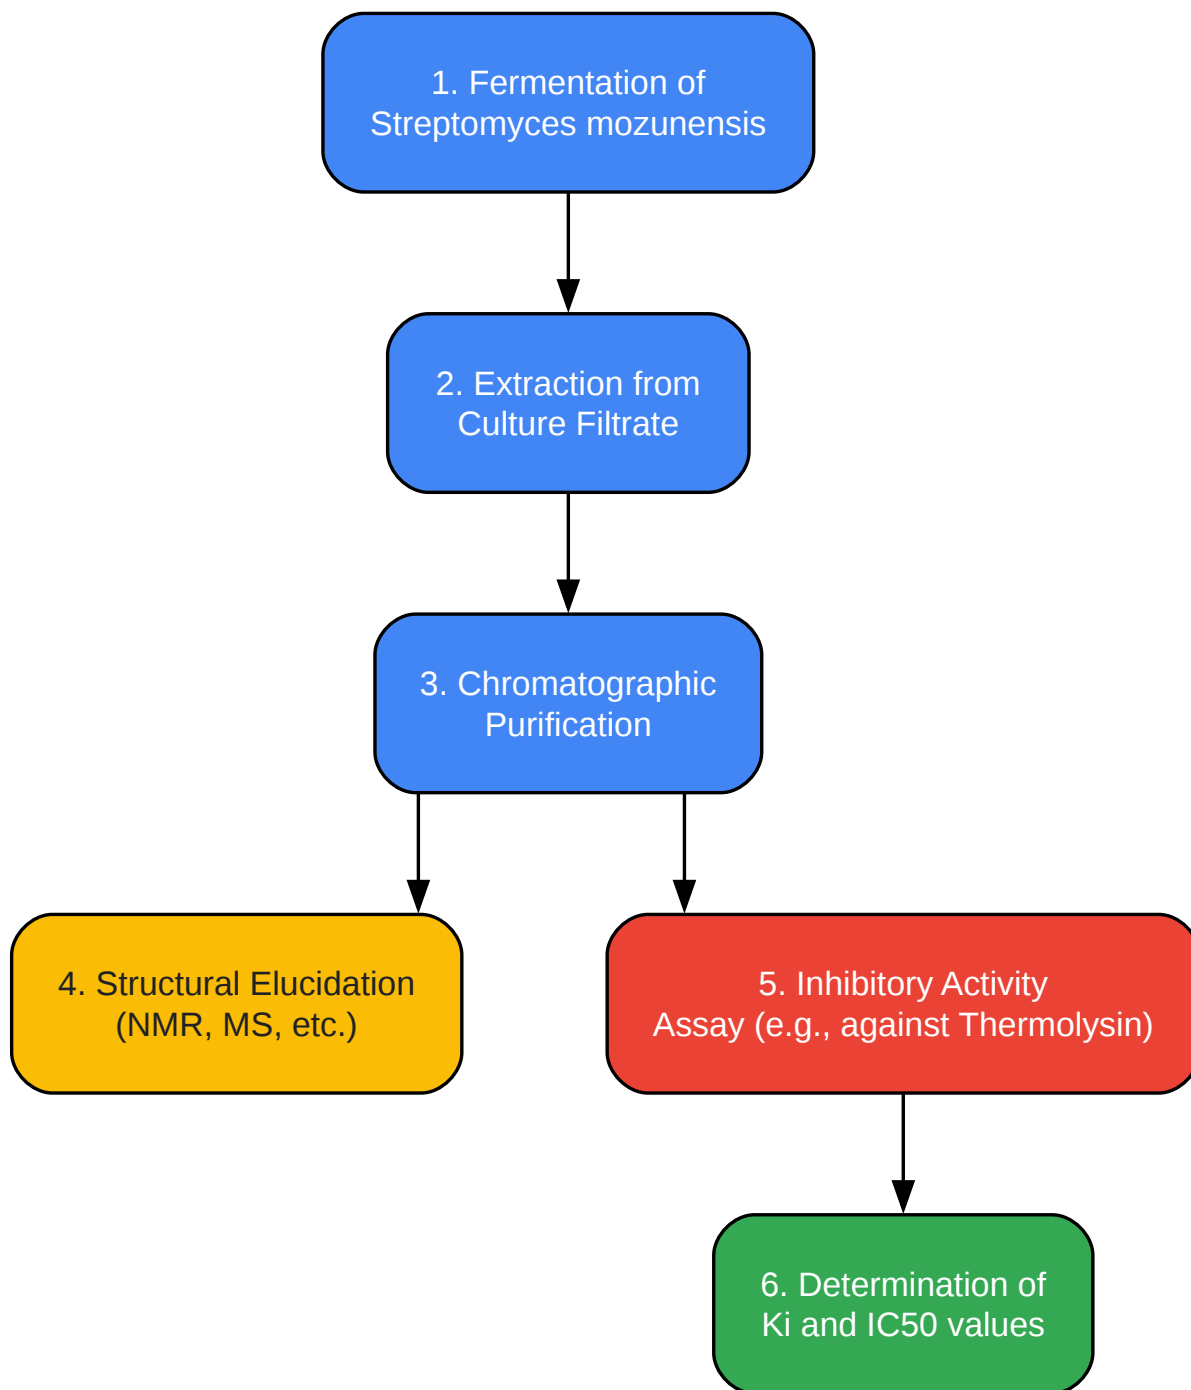 1. Fermentation of
Streptomyces mozunensis
2. Extraction from
Culture Filtrate
3. Chromatographic
Purification
4. Structural Elucidation
(NMR, MS, etc.)
5. Inhibitory Activity
Assay (e.g., against Thermolysin)
6. Determination of
Ki and IC50 values